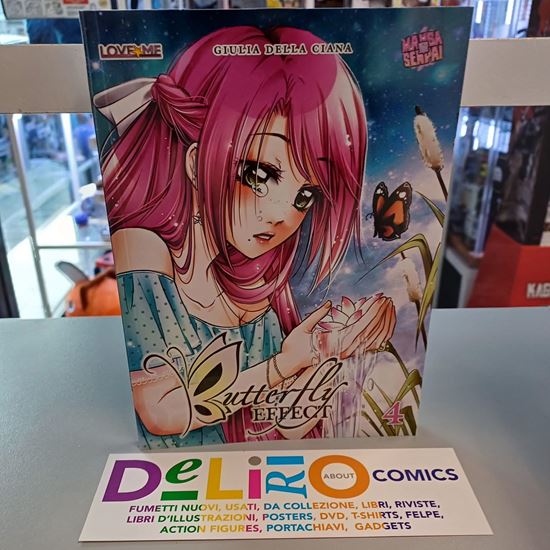 LOVE ME
GIULIA DELLA CIANA
MANGA SENPAI
Butterfly
EFFECT
4
KAG
DeLiRiO ABOUT COMICS
FUMETTI NUOVI, USATI, DA COLLEZIONE, LIBRI, RIVISTE,
LIBRI D'ILLUSTRAZIONI, POSTERS, DVD, T-SHIRTS, FELPE,
ACTION FIGURES, PORTACHIAVI, GADGETS